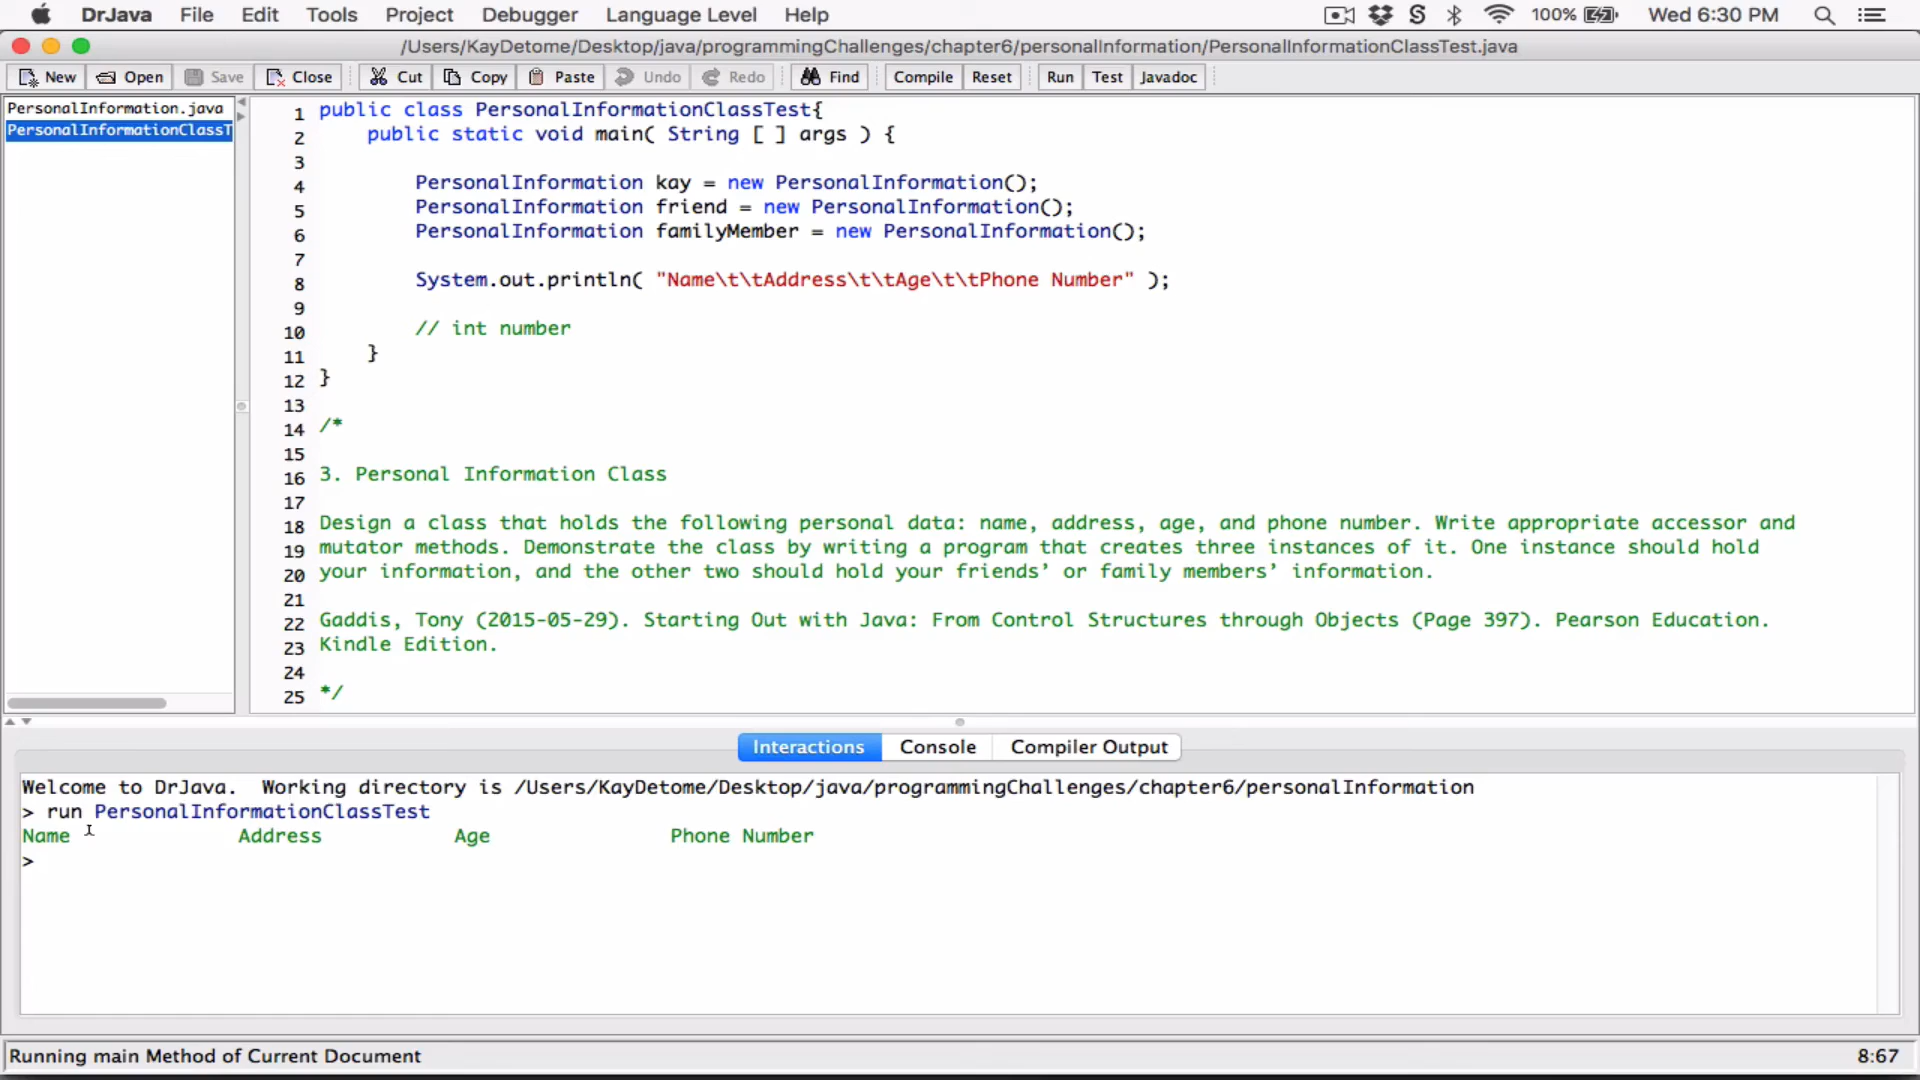 DrJava File Edit Tools Project Debugger Language Level Help 100% Wed 6:30 PM
/Users/KayDetome/Desktop/java/programmingChallenges/chapter6/personalInformation/PersonalInformationClassTest.java
New Open Save Close Cut Copy Paste Undo Redo Find Compile Reset Run Test Javadoc
PersonalInformation.java
PersonalInformationClassT
1 public class PersonalInformationClassTest{
2 public static void main( String [ ] args ) {
3
4 PersonalInformation kay = new PersonalInformation();
5 PersonalInformation friend = new PersonalInformation();
6 PersonalInformation familyMember = new PersonalInformation();
7
8 System.out.println( "Name\t\tAddress\t\tAge\t\tPhone Number" );
9
10 // int number
11 }
12 }
13
14 /*
15
16 3. Personal Information Class
17
18 Design a class that holds the following personal data: name, address, age, and phone number. Write appropriate accessor and
19 mutator methods. Demonstrate the class by writing a program that creates three instances of it. One instance should hold
20 your information, and the other two should hold your friends’ or family members’ information.
21
22 Gaddis, Tony (2015-05-29). Starting Out with Java: From Control Structures through Objects (Page 397). Pearson Education.
23 Kindle Edition.
24
25 */
Interactions Console Compiler Output
Welcome to DrJava.  Working directory is /Users/KayDetome/Desktop/java/programmingChallenges/chapter6/personalInformation
> run PersonalInformationClassTest
Name Address Age Phone Number
>
Running main Method of Current Document 8:67